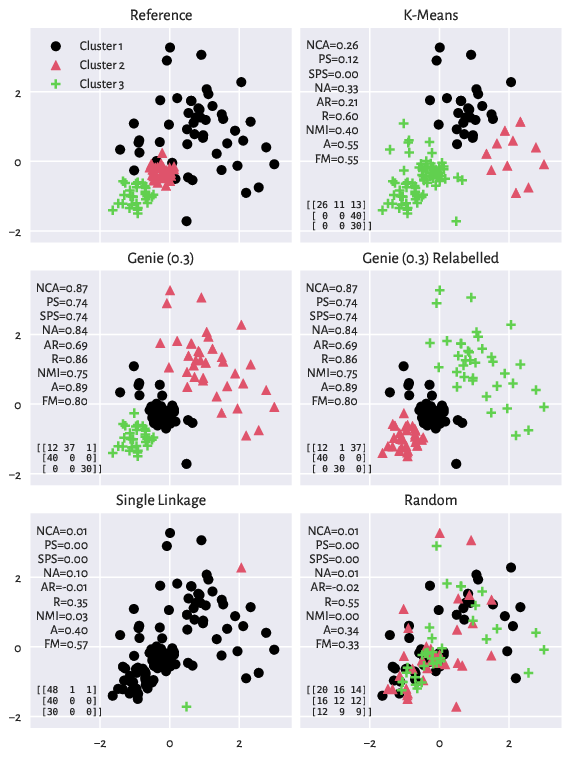 Reference
K-Means
Cluster 1
Cluster 2
Cluster 3
2
0
−2
NCA=0.26
PS=0.12
SPS=0.00
NA=0.33
AR=0.21
R=0.60
NMI=0.40
A=0.55
FM=0.55
[[26 11 13]
[ 0 0 40]
[ 0 0 30]]
Genie (0.3)
Genie (0.3) Relabelled
2
0
−2
NCA=0.87
PS=0.74
SPS=0.74
NA=0.84
AR=0.69
R=0.86
NMI=0.75
A=0.89
FM=0.80
[[12 37 1]
[40 0 0]
[ 0 0 30]]
NCA=0.87
PS=0.74
SPS=0.74
NA=0.84
AR=0.69
R=0.86
NMI=0.75
A=0.89
FM=0.80
[[12 1 37]
[40 0 0]
[ 0 30 0]]
Single Linkage
Random
2
0
−2
NCA=0.01
PS=0.00
SPS=0.00
NA=0.10
AR=-0.01
R=0.35
NMI=0.03
A=0.40
FM=0.57
[[48 1 1]
[40 0 0]
[30 0 0]]
NCA=0.01
PS=0.00
SPS=0.00
NA=0.01
AR=-0.02
R=0.55
NMI=0.00
A=0.34
FM=0.33
[[20 16 14]
[16 12 12]
[12 9 9]]
−2 0 2
−2 0 2